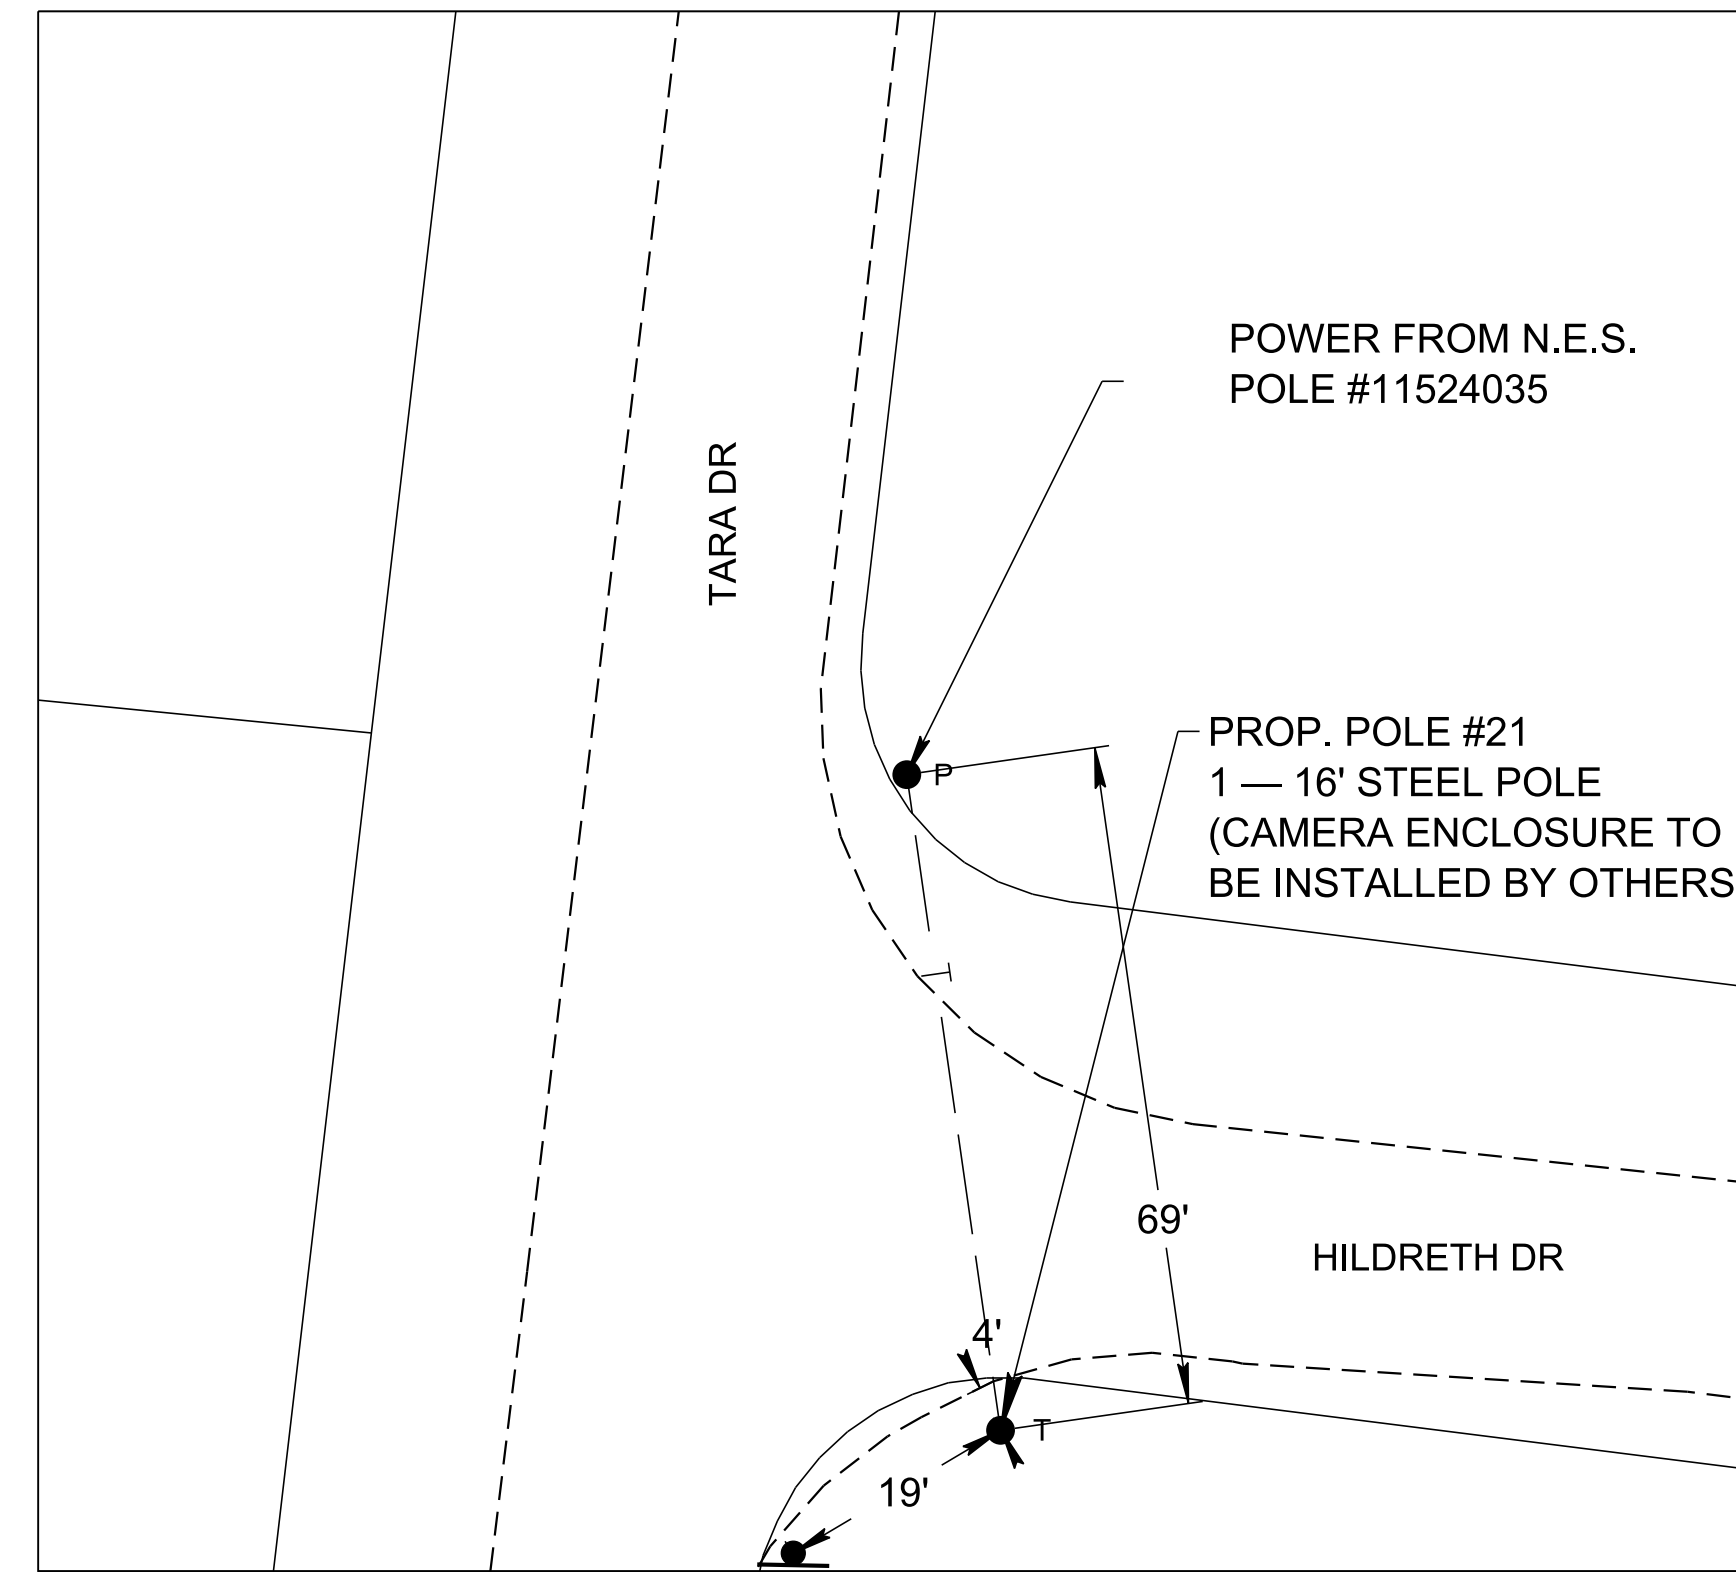 POWER FROM N.E.S.
POLE #11524035
TARA DR
PROP. POLE #21
1 — 16' STEEL POLE
(CAMERA ENCLOSURE TO
BE INSTALLED BY OTHERS
P
69'
HILDRETH DR
4'
T
19'